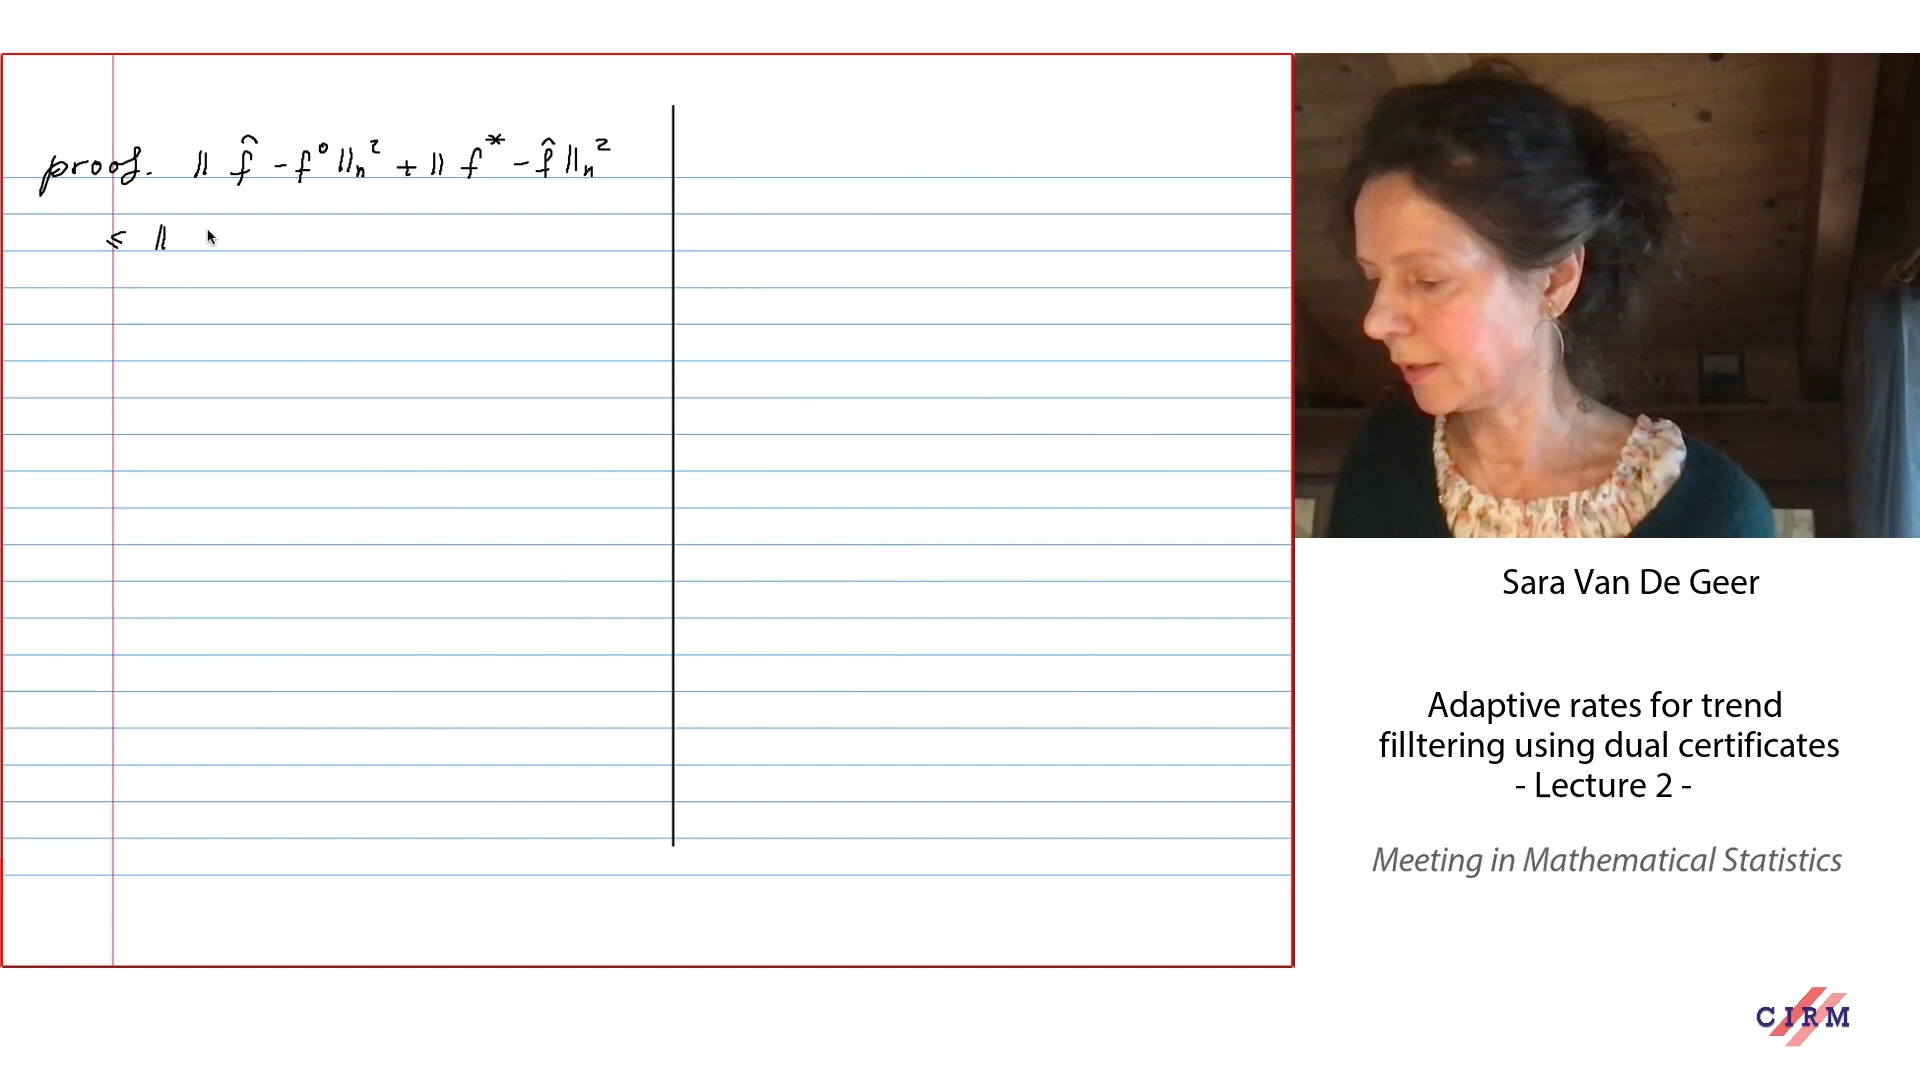 proof. ‖ f̂ - f⁰ ‖ₙ² + ‖ f* - f̂ ‖ₙ²
≤ ‖
Sara Van De Geer
Adaptive rates for trend
filltering using dual certificates
- Lecture 2 -
Meeting in Mathematical Statistics
CIRM